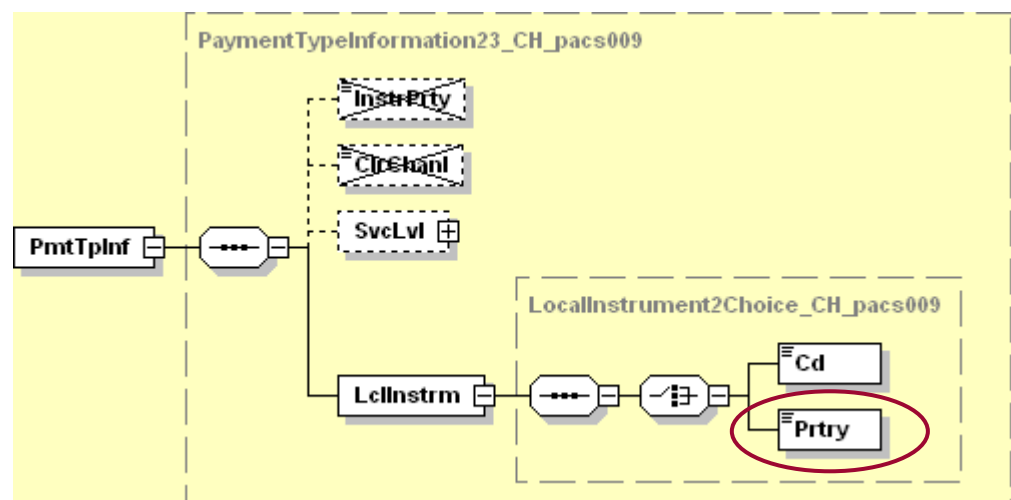 PaymentTypeInformation23_CH_pacs009
InstrPrty
ClrChanl
SvcLvl
PmtTpInf
LocalInstrument2Choice_CH_pacs009
Cd
LclInstrm
Prtry